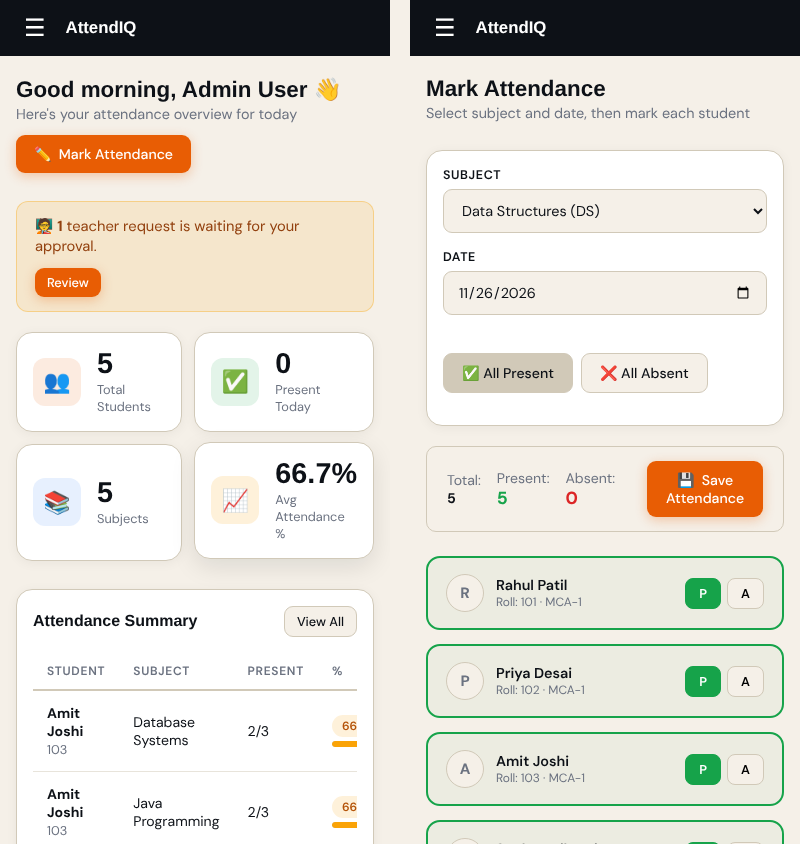 ☰ AttendIQ
Good morning, Admin User 👋
Here's your attendance overview for today
✏️ Mark Attendance
🧑‍🏫 1 teacher request is waiting for your
approval.
Review
👥 5
Total
Students
✅ 0
Present
Today
📚 5
Subjects
📈 66.7%
Avg
Attendance
%
Attendance Summary
View All
STUDENT SUBJECT PRESENT %
Amit
Joshi
103
Database
Systems
2/3
66
Amit
Joshi
103
Java
Programming
2/3
66
☰ AttendIQ
Mark Attendance
Select subject and date, then mark each student
SUBJECT
Data Structures (DS)
DATE
11/26/2026
✅ All Present
❌ All Absent
Total:
5
Present:
5
Absent:
0
💾 Save
Attendance
R
Rahul Patil
Roll: 101 · MCA-1
P A
P
Priya Desai
Roll: 102 · MCA-1
P A
A
Amit Joshi
Roll: 103 · MCA-1
P A